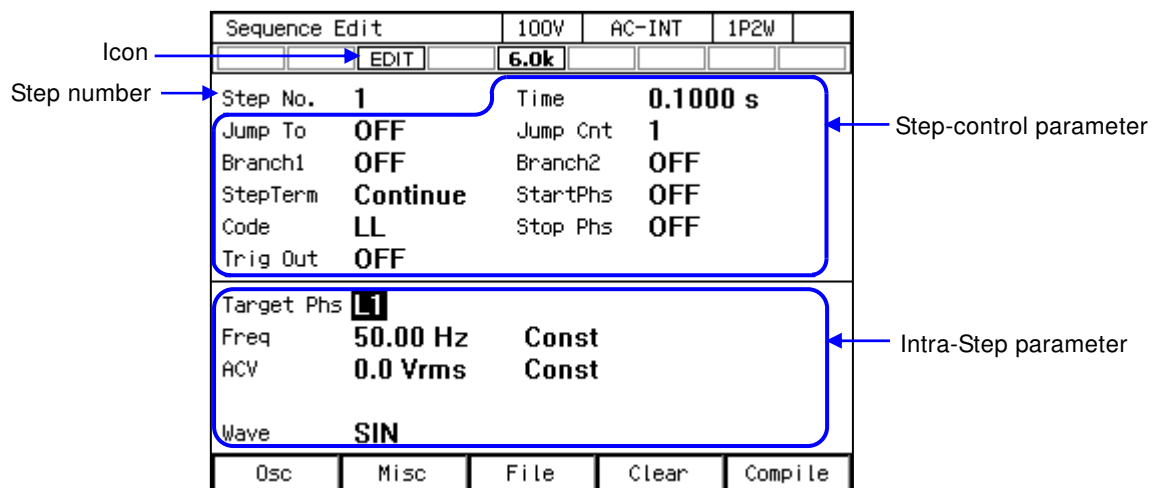 Sequence Edit 100V AC-INT 1P2W
Icon EDIT 6.0k
Step number Step No. 1 Time 0.1000 s
Jump To OFF Jump Cnt 1 Step-control parameter
Branch1 OFF Branch2 OFF
StepTerm Continue StartPhs OFF
Code LL Stop Phs OFF
Trig Out OFF
Target Phs L1
Freq 50.00 Hz Const Intra-Step parameter
ACV 0.0 Vrms Const
Wave SIN
Osc Misc File Clear Compile